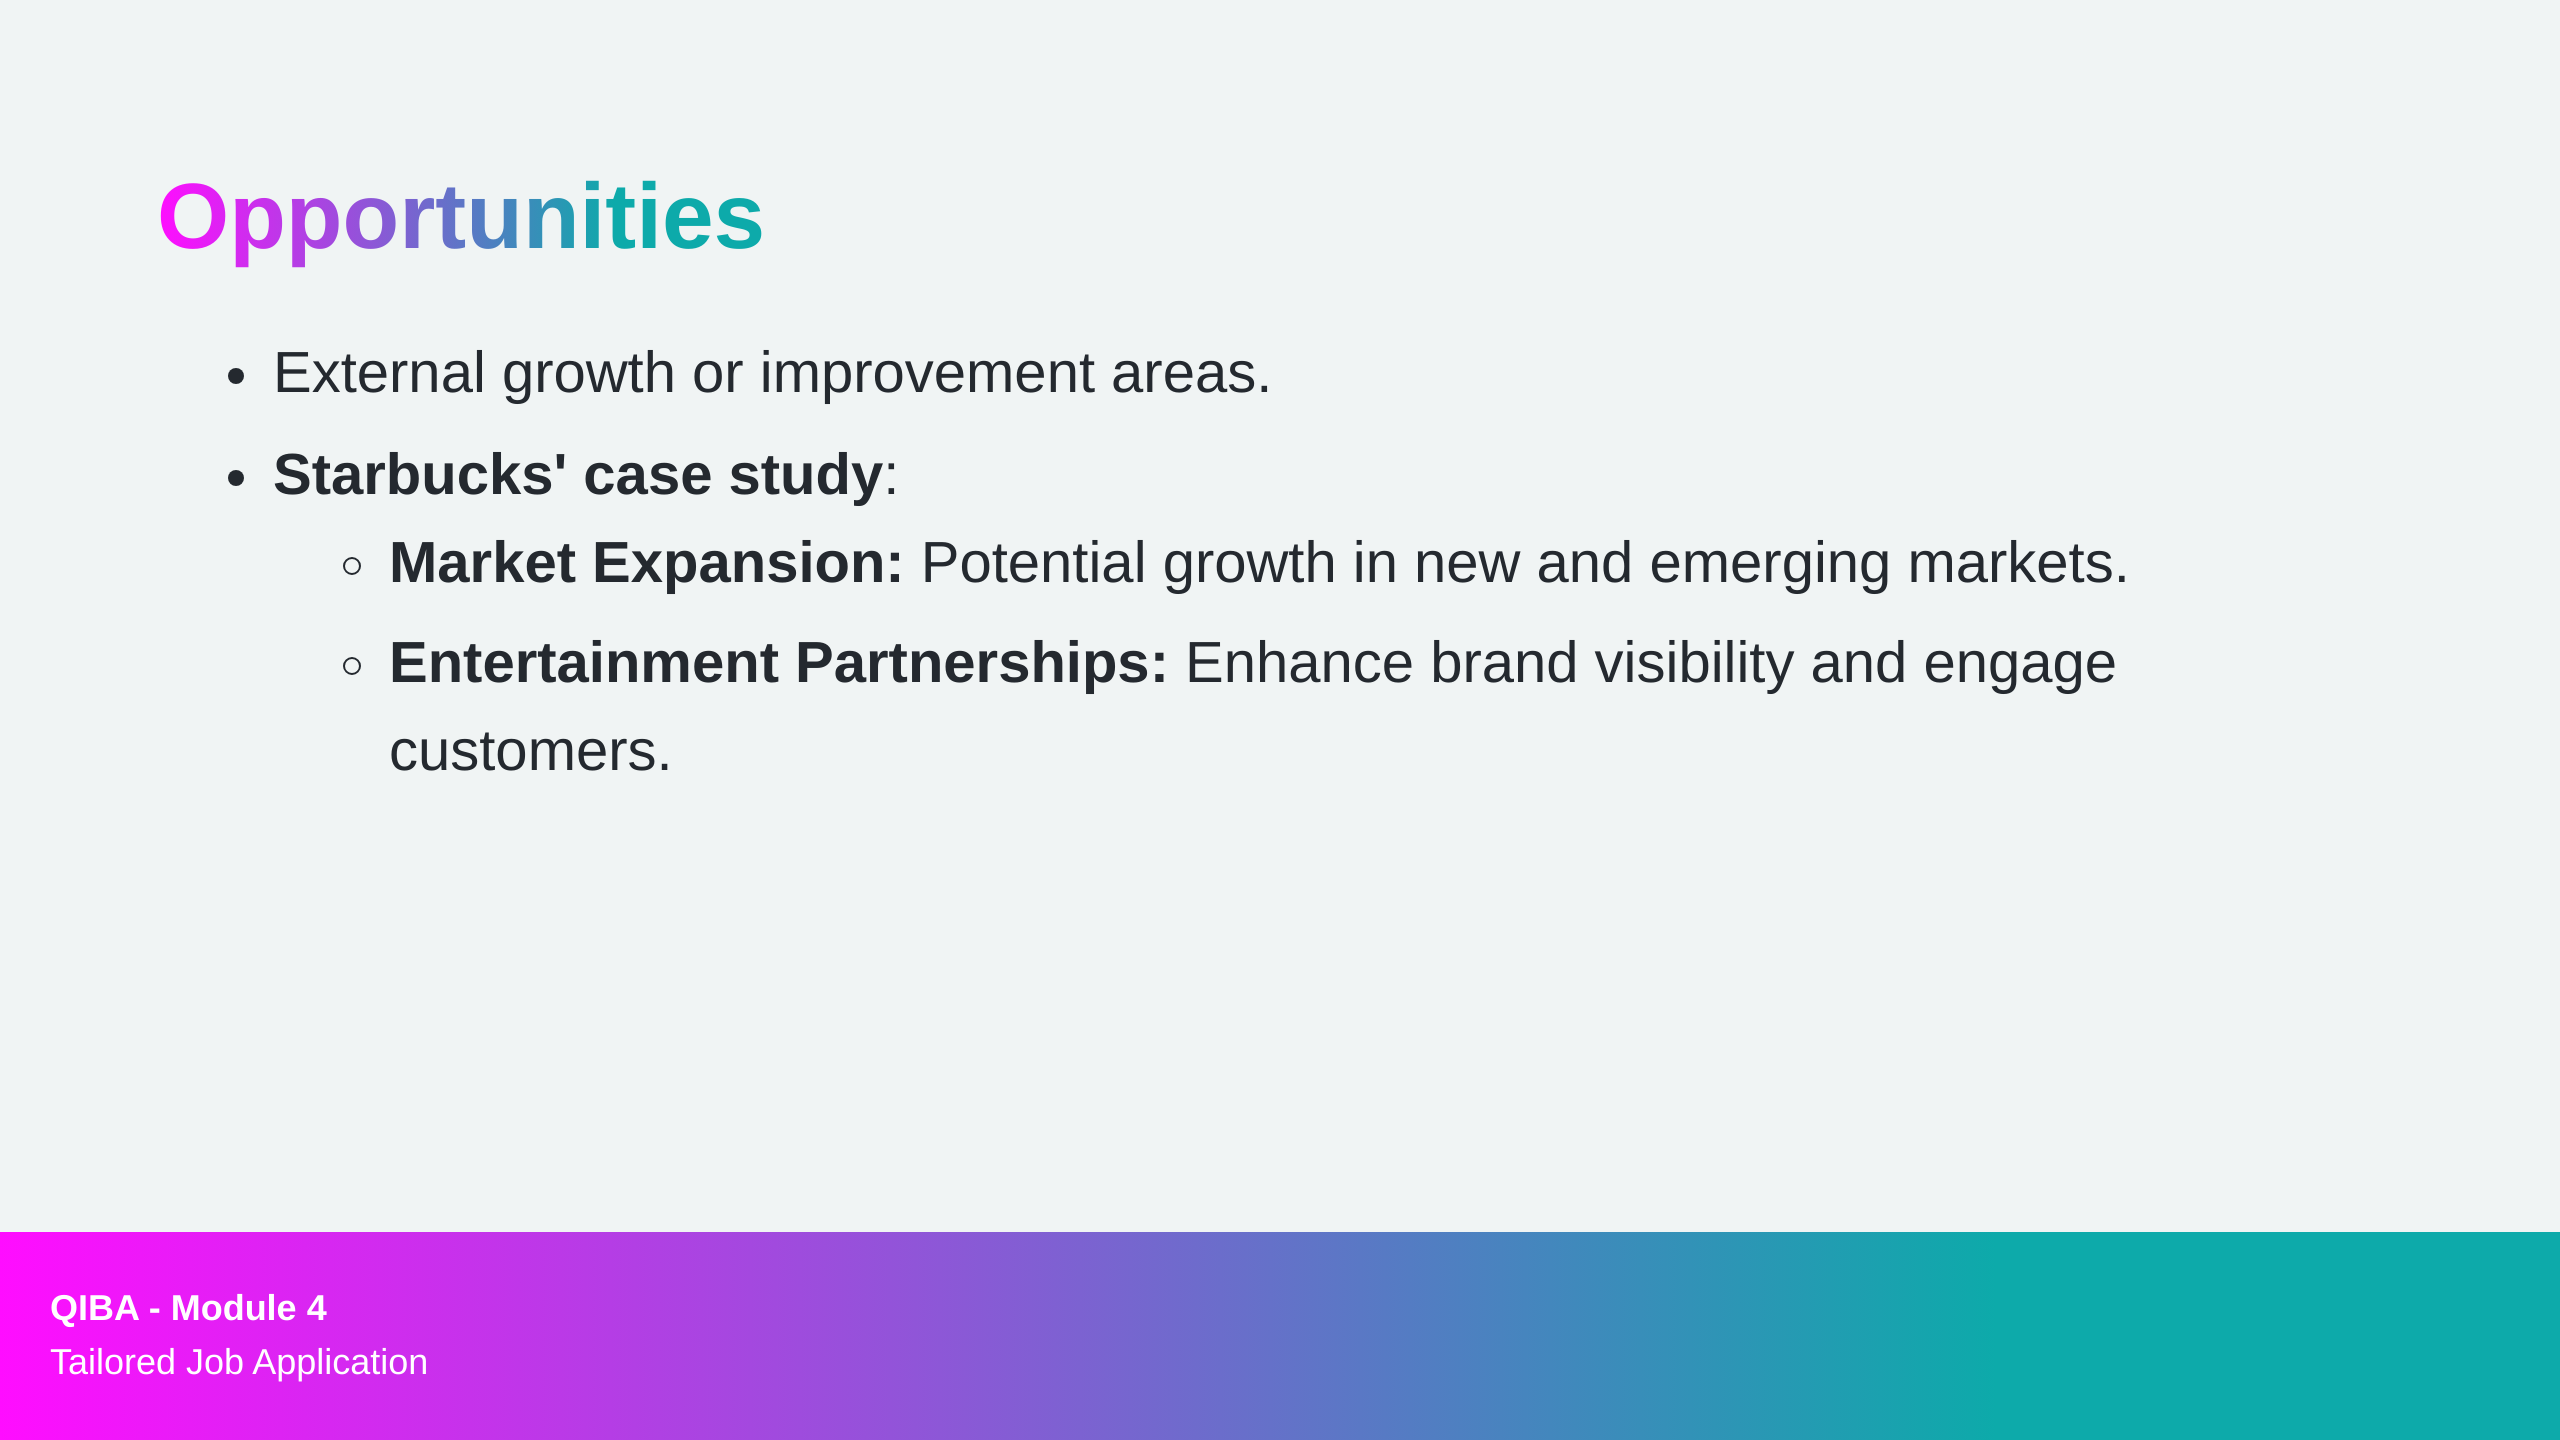 Opportunities
External growth or improvement areas.
Starbucks' case study:
Market Expansion: Potential growth in new and emerging markets.
Entertainment Partnerships: Enhance brand visibility and engage
customers.
QIBA - Module 4
Tailored Job Application